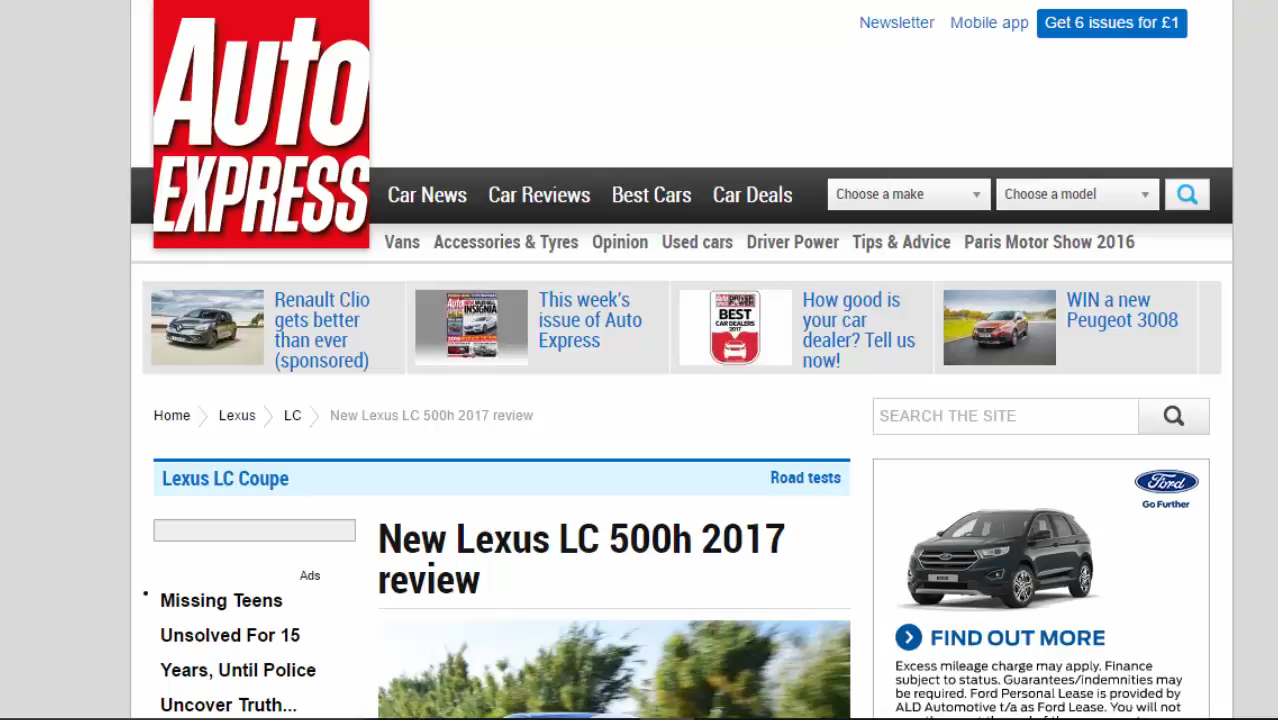 Newsletter Mobile app Get 6 issues for £1
Auto
EXPRESS
Car News Car Reviews Best Cars Car Deals Choose a make Choose a model
Vans Accessories & Tyres Opinion Used cars Driver Power Tips & Advice Paris Motor Show 2016
Renault Clio
gets better
than ever
(sponsored)
INSIGNIA
This week's
issue of Auto
Express
BEST
CAR DEALERS
2017
How good is
your car
dealer? Tell us
now!
WIN a new
Peugeot 3008
Home Lexus LC New Lexus LC 500h 2017 review
SEARCH THE SITE
Lexus LC Coupe Road tests
New Lexus LC 500h 2017
review
Ads
Missing Teens
Unsolved For 15
Years, Until Police
Uncover Truth...
Ford
Go Further
FIND OUT MORE
Excess mileage charge may apply. Finance
subject to status. Guarantees/indemnities may
be required. Ford Personal Lease is provided by
ALD Automotive t/a as Ford Lease. You will not